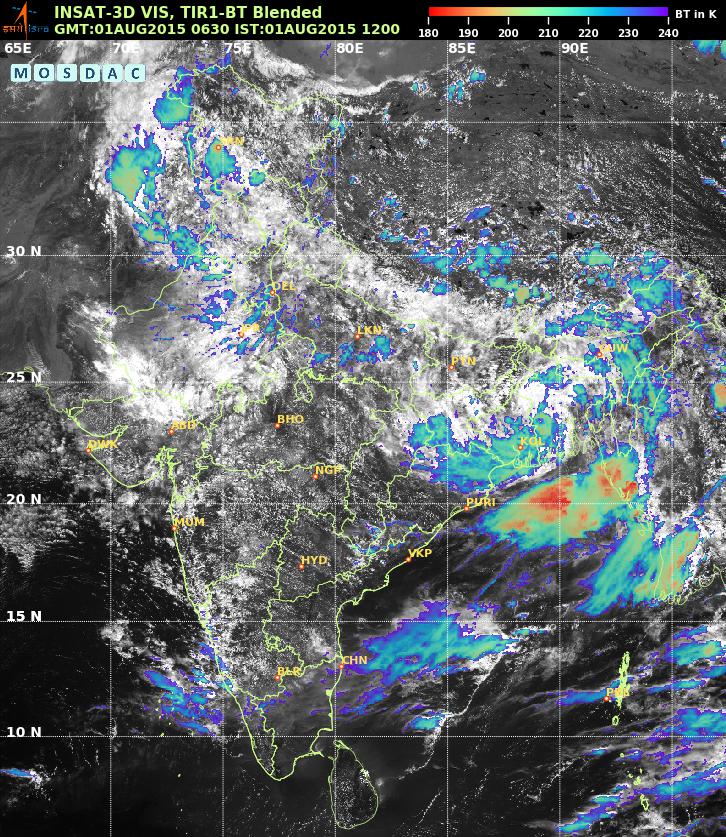 INSAT-3D VIS, TIR1-BT Blended
GMT:01AUG2015 0630 IST:01AUG2015 1200
BT in K
180 190 200 210 220 230 240
65E 70E 75E 80E 85E 90E
MOSDAC
30 N
DEL
LKN
PTN
25 N
ABD
BHO
KOL
DWK
NGP
20 N
PURI
MUM
VKP
HYD
15 N
CHN
BLR
10 N